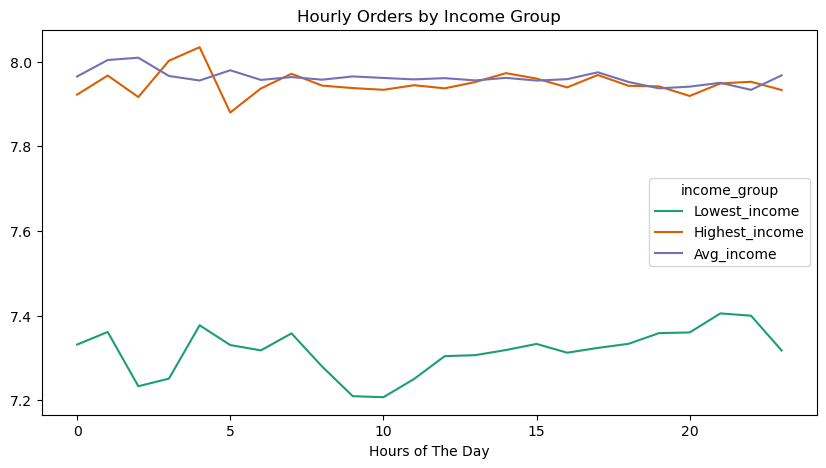 Hourly Orders by Income Group
8.0
7.8
7.6
7.4
7.2
income_group
Lowest_income
Highest_income
Avg_income
0 5 10 15 20
Hours of The Day